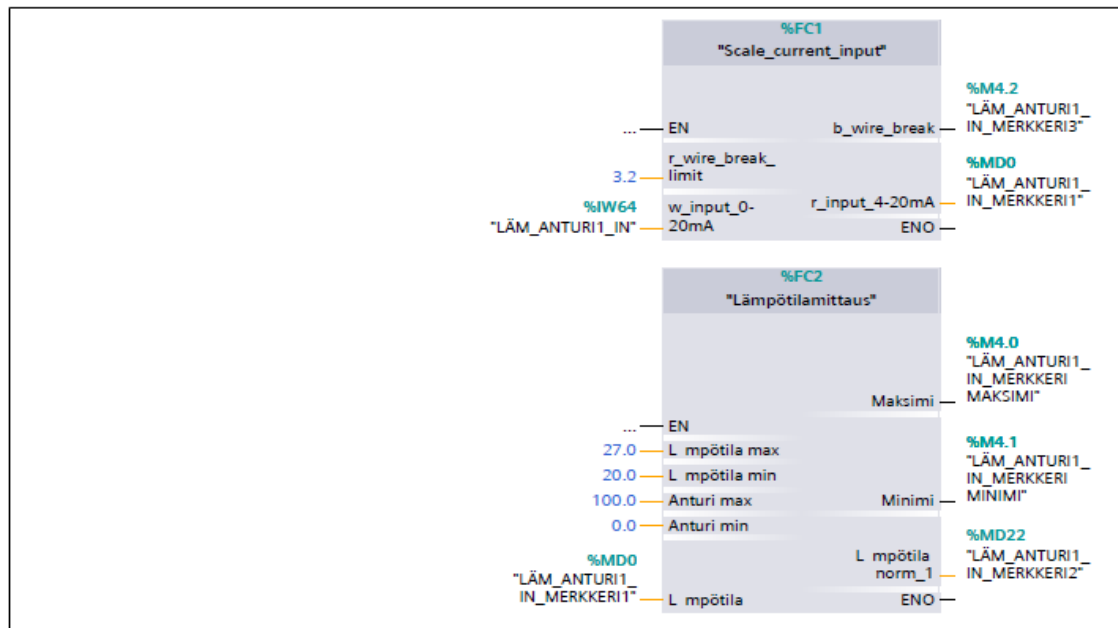 %FC1
"Scale_current_input"
%M4.2
"LÄM_ANTURI1_
IN_MERKKERI3"
... EN
b_wire_break
r_wire_break_
limit
3.2
%MD0
"LÄM_ANTURI1_
IN_MERKKERI1"
r_input_4-20mA
%IW64
"LÄM_ANTURI1_IN"
w_input_0-
20mA
ENO
%FC2
"Lämpötilamittaus"
%M4.0
"LÄM_ANTURI1_
IN_MERKKERI
MAKSIMI"
Maksimi
... EN
27.0 L mpötila max
20.0 L mpötila min
100.0 Anturi max
0.0 Anturi min
%M4.1
"LÄM_ANTURI1_
IN_MERKKERI
MINIMI"
Minimi
%MD22
"LÄM_ANTURI1_
IN_MERKKERI2"
L mpötila
norm_1
%MD0
"LÄM_ANTURI1_
IN_MERKKERI1"
L mpötila
ENO